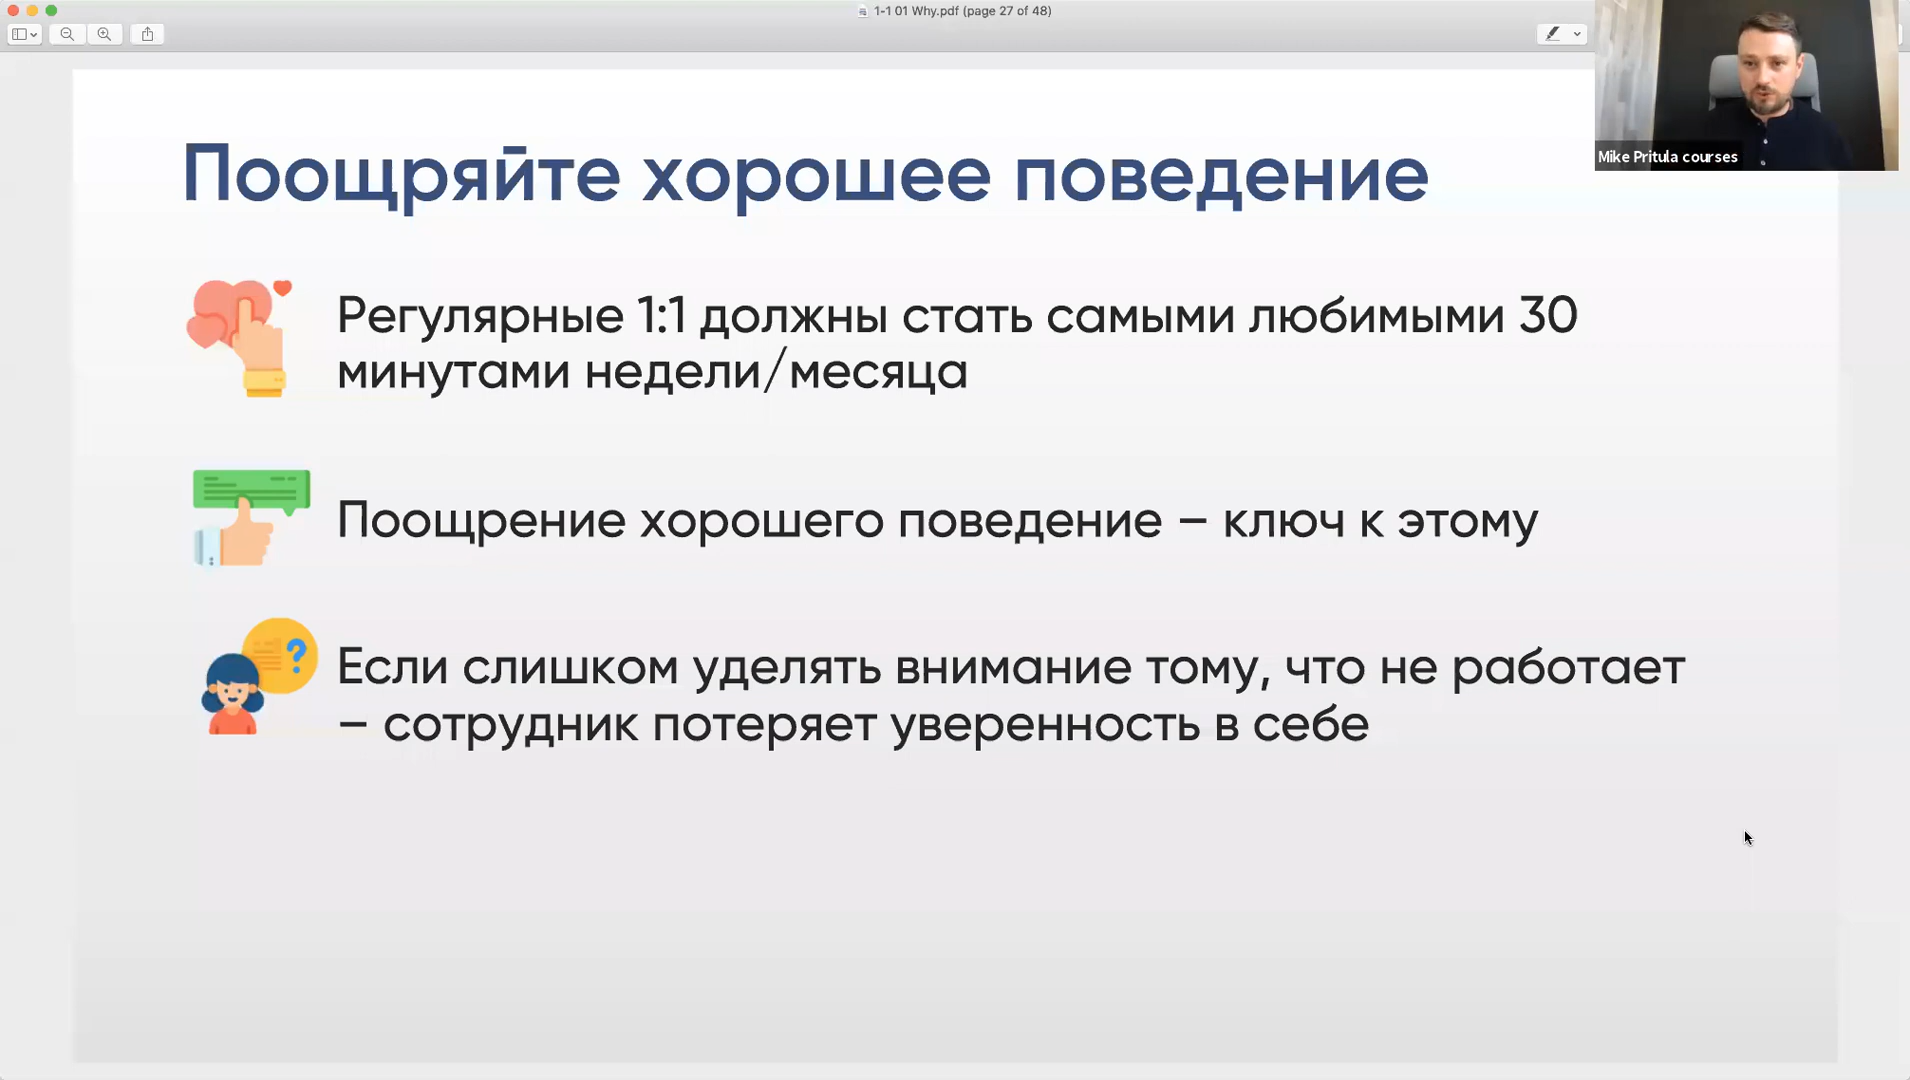 1-1 01 Why.pdf (page 27 of 48)
Mike Pritula courses
Поощряйте хорошее поведение
Регулярные 1:1 должны стать самыми любимыми 30
минутами недели/месяца
Поощрение хорошего поведение – ключ к этому
?
Если слишком уделять внимание тому, что не работает
– сотрудник потеряет уверенность в себе